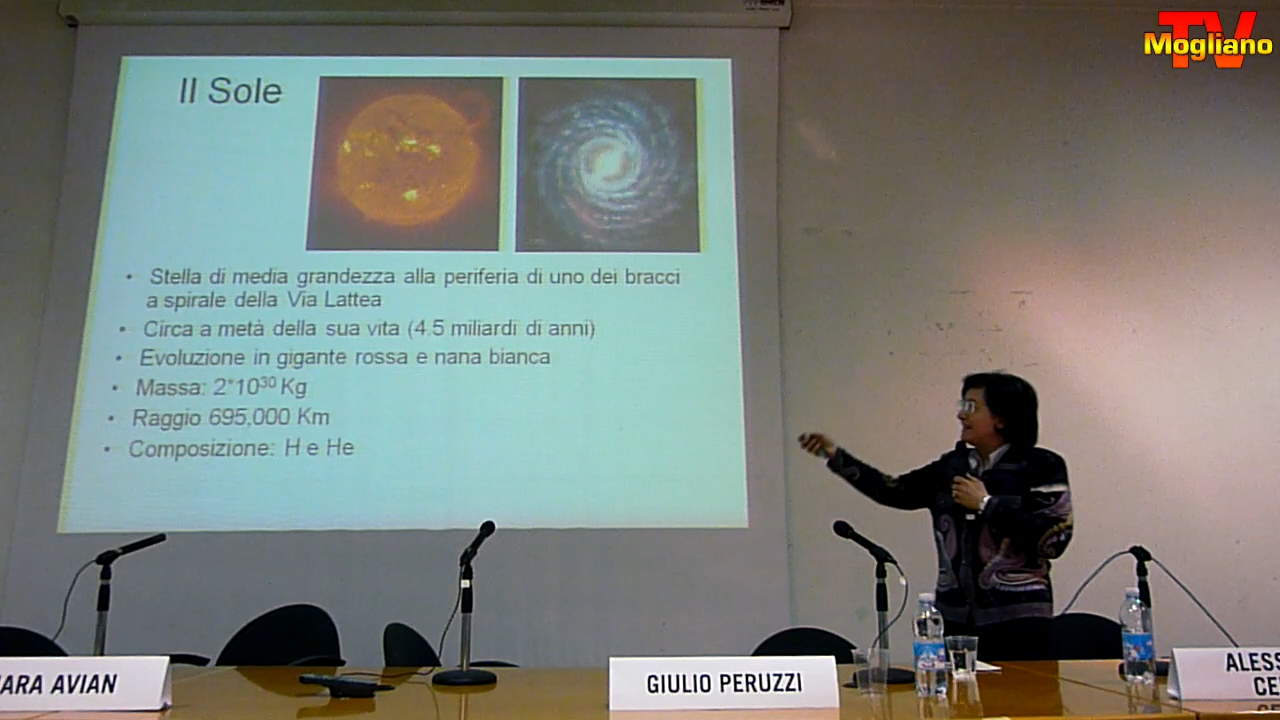 TV
Mogliano
Il Sole
• Stella di media grandezza alla periferia di uno dei bracci
a spirale della Via Lattea
• Circa a metà della sua vita (4.5 miliardi di anni)
• Evoluzione in gigante rossa e nana bianca
• Massa: 2*10³⁰ Kg
• Raggio 695.000 Km
• Composizione: H e He
IARA AVIAN
GIULIO PERUZZI
ALESS
CE